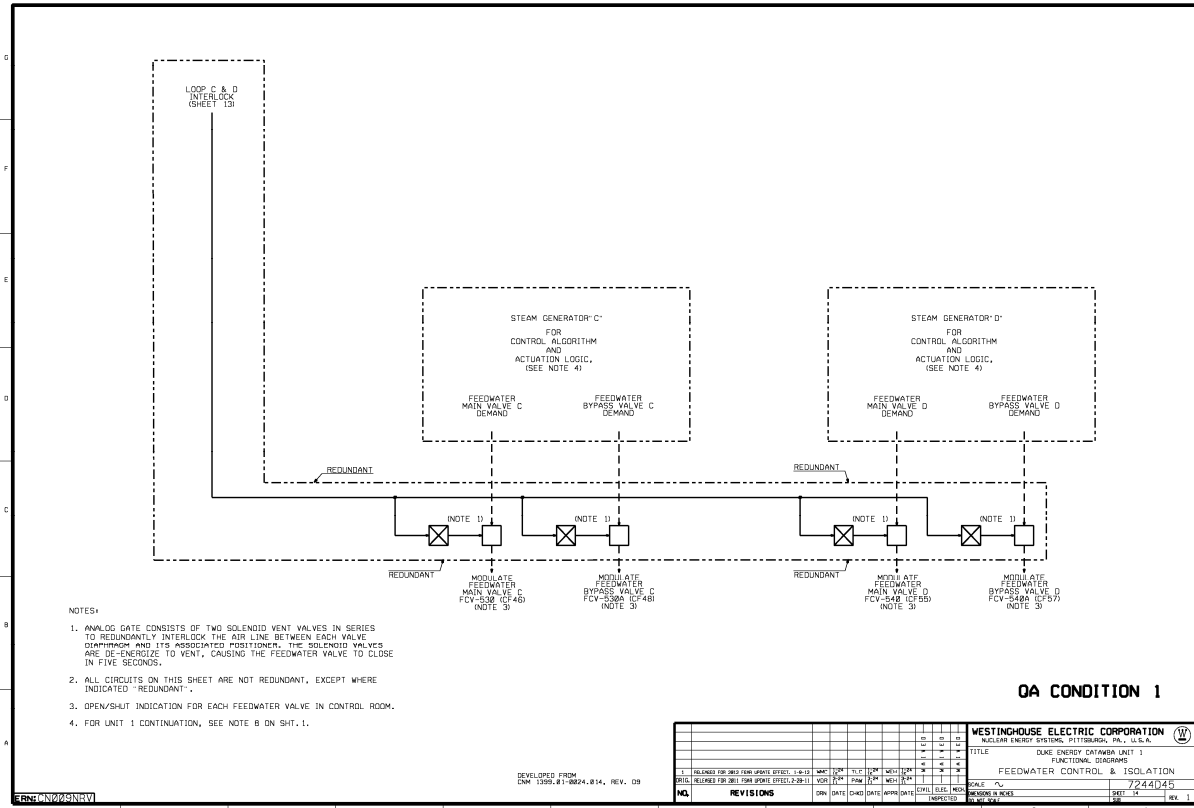 G
F
E
D
C
B
A
LOOP C & D
INTERLOCK
(SHEET 13)
STEAM GENERATOR"C"
FOR
CONTROL ALGORITHM
AND
ACTUATION LOGIC,
(SEE NOTE 4)
FEEDWATER
MAIN VALVE C
DEMAND
FEEDWATER
BYPASS VALVE C
DEMAND
STEAM GENERATOR"D"
FOR
CONTROL ALGORITHM
AND
ACTUATION LOGIC,
(SEE NOTE 4)
FEEDWATER
MAIN VALVE D
DEMAND
FEEDWATER
BYPASS VALVE D
DEMAND
REDUNDANT
REDUNDANT
(NOTE 1)
(NOTE 1)
(NOTE 1)
(NOTE 1)
REDUNDANT
REDUNDANT
MODULATE
FEEDWATER
MAIN VALVE C
FCV-530 (CF46)
(NOTE 3)
MODULATE
FEEDWATER
BYPASS VALVE C
FCV-530A (CF48)
(NOTE 3)
MODULATE
FEEDWATER
MAIN VALVE D
FCV-540 (CF55)
(NOTE 3)
MODULATE
FEEDWATER
BYPASS VALVE D
FCV-540A (CF57)
(NOTE 3)
NOTES:
1. ANALOG GATE CONSISTS OF TWO SOLENOID VENT VALVES IN SERIES
TO REDUNDANTLY INTERLOCK THE AIR LINE BETWEEN EACH VALVE
DIAPHRAGM AND ITS ASSOCIATED POSITIONER. THE SOLENOID VALVES
ARE DE-ENERGIZE TO VENT, CAUSING THE FEEDWATER VALVE TO CLOSE
IN FIVE SECONDS.
2. ALL CIRCUITS ON THIS SHEET ARE NOT REDUNDANT, EXCEPT WHERE
INDICATED "REDUNDANT".
3. OPEN/SHUT INDICATION FOR EACH FEEDWATER VALVE IN CONTROL ROOM.
4. FOR UNIT 1 CONTINUATION, SEE NOTE 8 ON SHT.1.
QA CONDITION 1
DEVELOPED FROM
CNM 1399.01-0024.014, REV. D9
ERN:CN009NRV
1 RELEASED FOR 2012 FSAR UPDATE EFFECT. WMC TLC WEH
ORIG. RELEASED FOR 2011 FSAR UPDATE EFFECT. VDR PAW WEH
NO. REVISIONS DRN DATE CHKD DATE APPR DATE CIVIL ELEC. MECH.
INSPECTED
WESTINGHOUSE ELECTRIC CORPORATION W
NUCLEAR ENERGY SYSTEMS, PITTSBURGH, PA., U.S.A.
TITLE DUKE ENERGY CATAWBA UNIT 1
FUNCTIONAL DIAGRAMS
FEEDWATER CONTROL & ISOLATION
SCALE 7244D45
DIMENSIONS IN INCHES SHEET 14
DO NOT SCALE SUB REV. 1